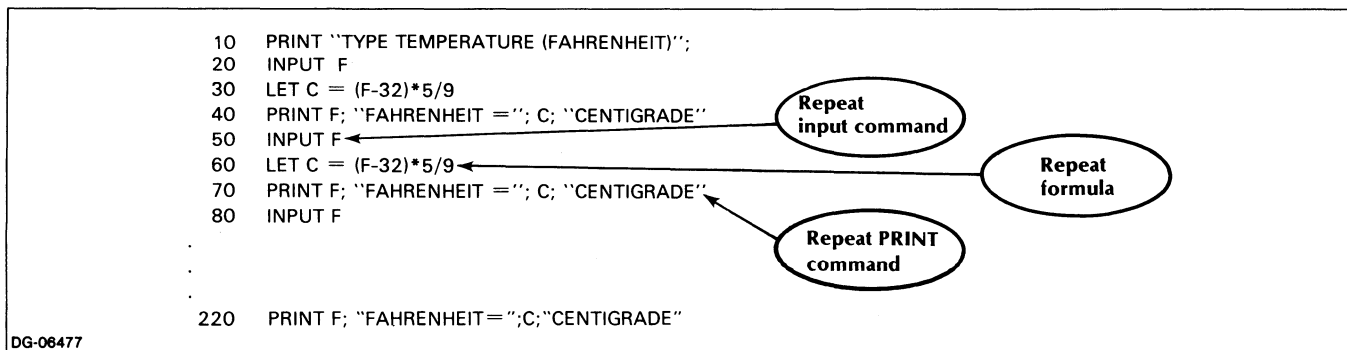 10 PRINT ``TYPE TEMPERATURE (FAHRENHEIT)'';
20 INPUT F
30 LET C = (F-32)*5/9
40 PRINT F; ``FAHRENHEIT =''; C; ``CENTIGRADE''
Repeat
input command
50 INPUT F
60 LET C = (F-32)*5/9
Repeat
formula
70 PRINT F; ``FAHRENHEIT =''; C; ``CENTIGRADE''
80 INPUT F
Repeat PRINT
command
.
.
.
220 PRINT F; "FAHRENHEIT=";C;"CENTIGRADE"
DG-06477